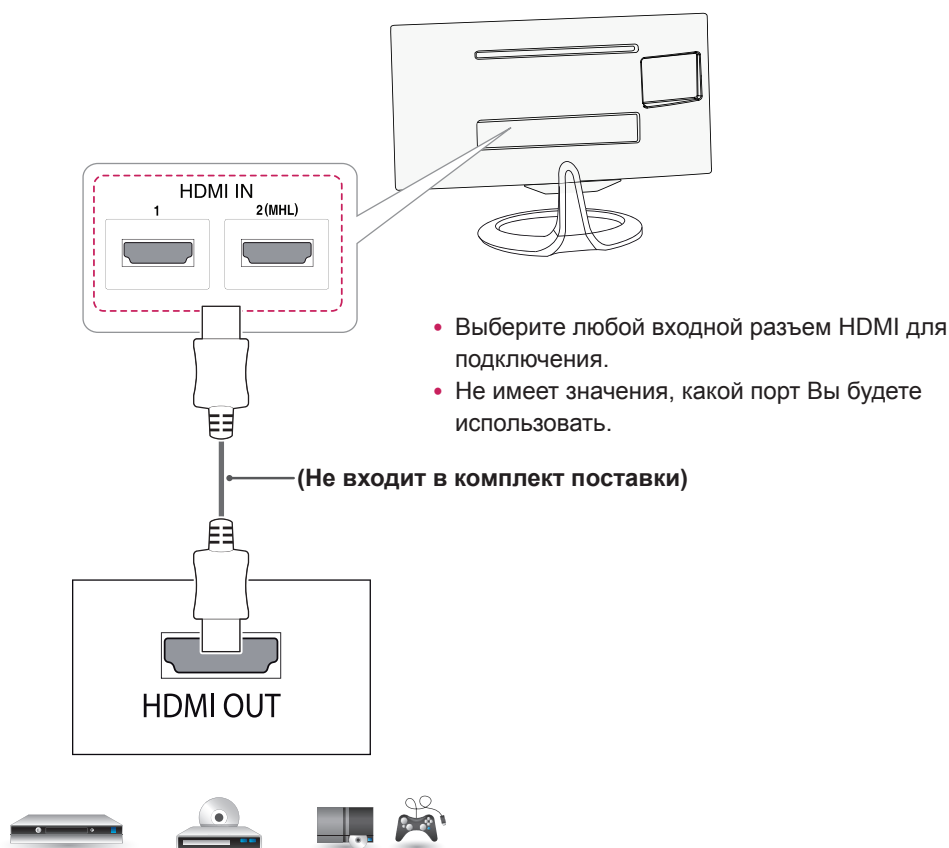 HDMI IN
1
2(MHL)
• Выберите любой входной разъем HDMI для
подключения.
• Не имеет значения, какой порт Вы будете
использовать.
(Не входит в комплект поставки)
HDMI OUT